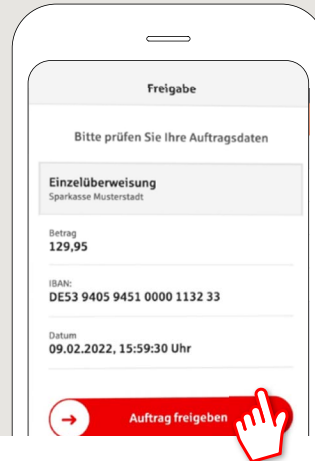 Freigabe
Bitte prüfen Sie Ihre Auftragsdaten
Einzelüberweisung
Sparkasse Musterstadt
Betrag
129,95
IBAN:
DE53 9405 9451 0000 1132 33
Datum
09.02.2022, 15:59:30 Uhr
Auftrag freigeben